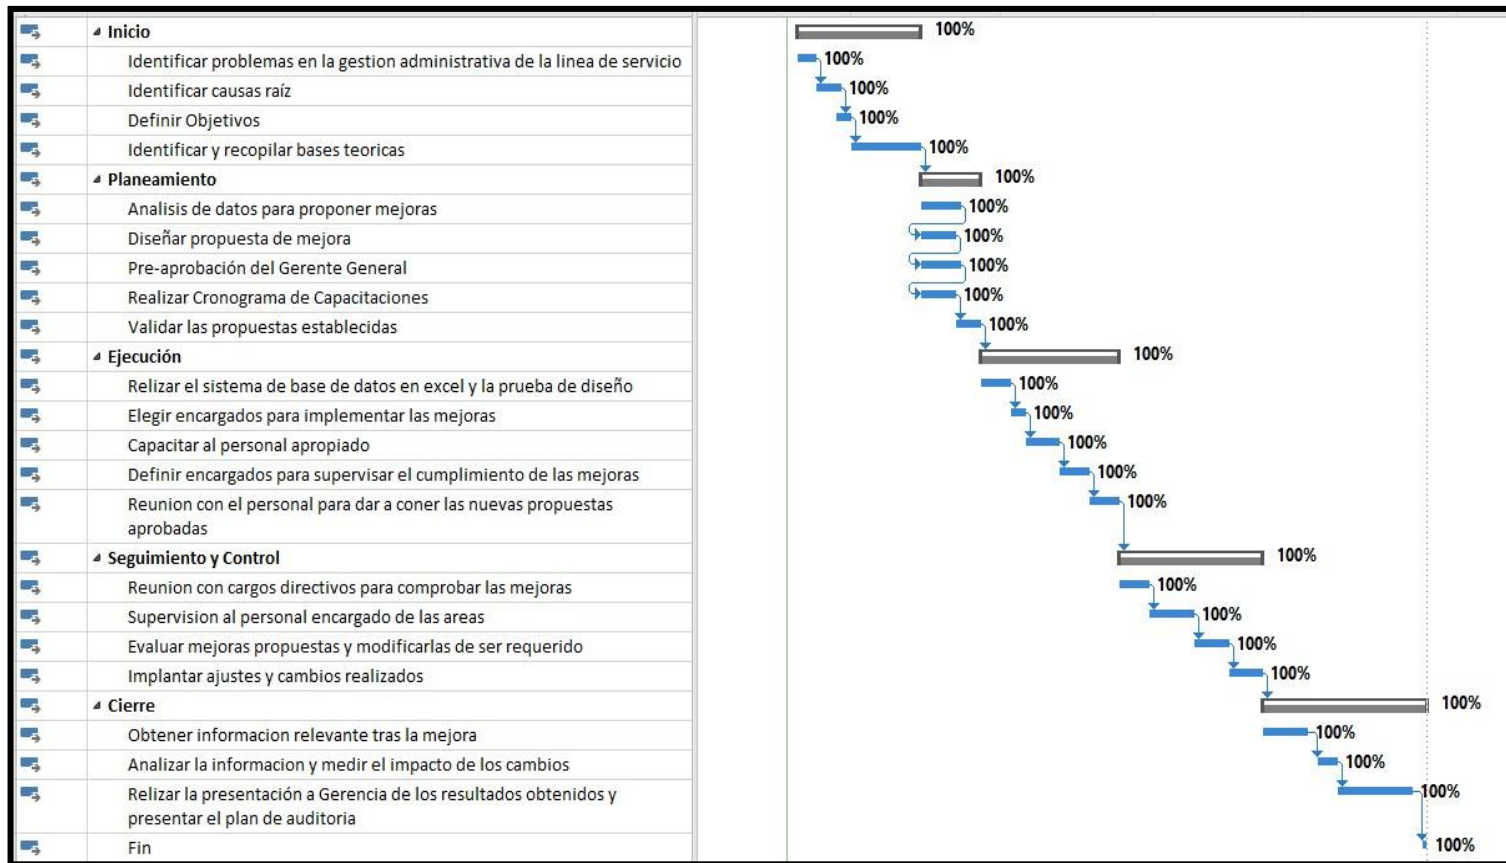 Inicio 100%
Identificar problemas en la gestion administrativa de la linea de servicio 100%
Identificar causas raíz 100%
Definir Objetivos 100%
Identificar y recopilar bases teoricas 100%
Planeamiento 100%
Analisis de datos para proponer mejoras 100%
Diseñar propuesta de mejora 100%
Pre-aprobación del Gerente General 100%
Realizar Cronograma de Capacitaciones 100%
Validar las propuestas establecidas 100%
Ejecución 100%
Relizar el sistema de base de datos en excel y la prueba de diseño 100%
Elegir encargados para implementar las mejoras 100%
Capacitar al personal apropiado 100%
Definir encargados para supervisar el cumplimiento de las mejoras 100%
Reunion con el personal para dar a coner las nuevas propuestas 100%
aprobadas
Seguimiento y Control 100%
Reunion con cargos directivos para comprobar las mejoras 100%
Supervision al personal encargado de las areas 100%
Evaluar mejoras propuestas y modificarlas de ser requerido 100%
Implantar ajustes y cambios realizados 100%
Cierre 100%
Obtener informacion relevante tras la mejora 100%
Analizar la informacion y medir el impacto de los cambios 100%
Relizar la presentación a Gerencia de los resultados obtenidos y 100%
presentar el plan de auditoria
Fin 100%